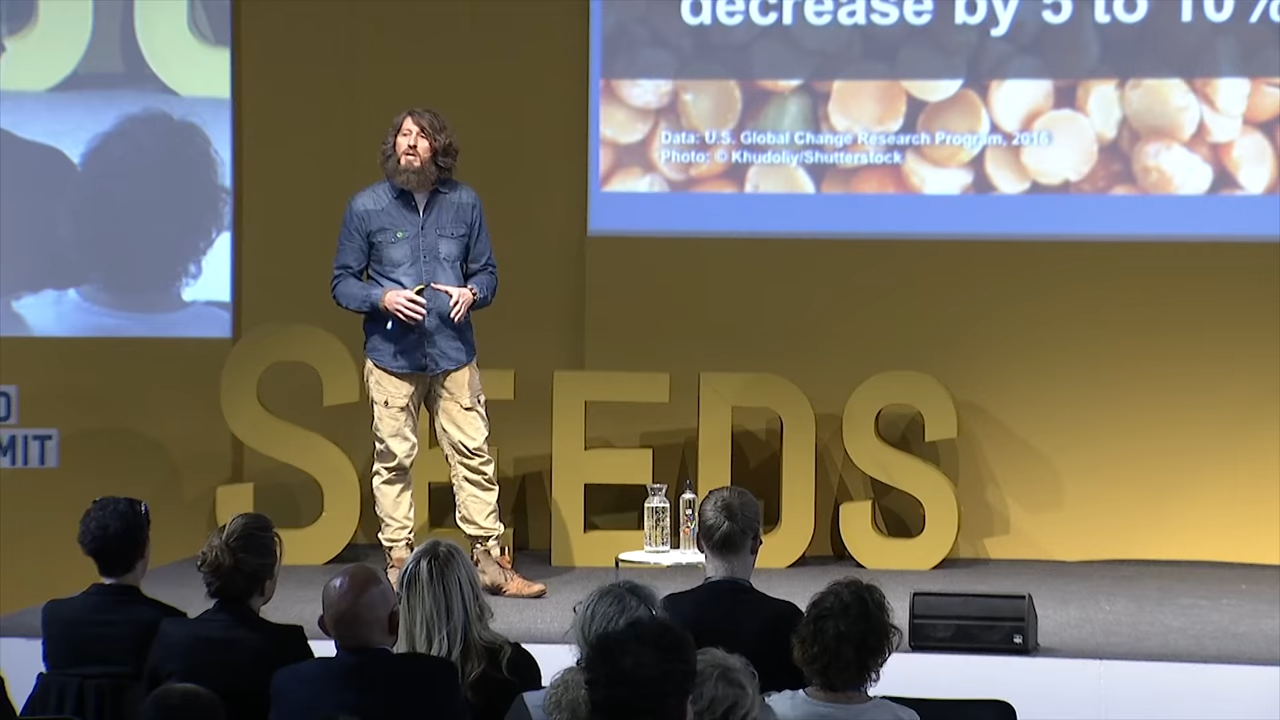 decrease by 5 to 10%
Data: U.S. Global Change Research Program, 2016
Photo: © Khudoliy/Shutterstock
SEEDS
MIT